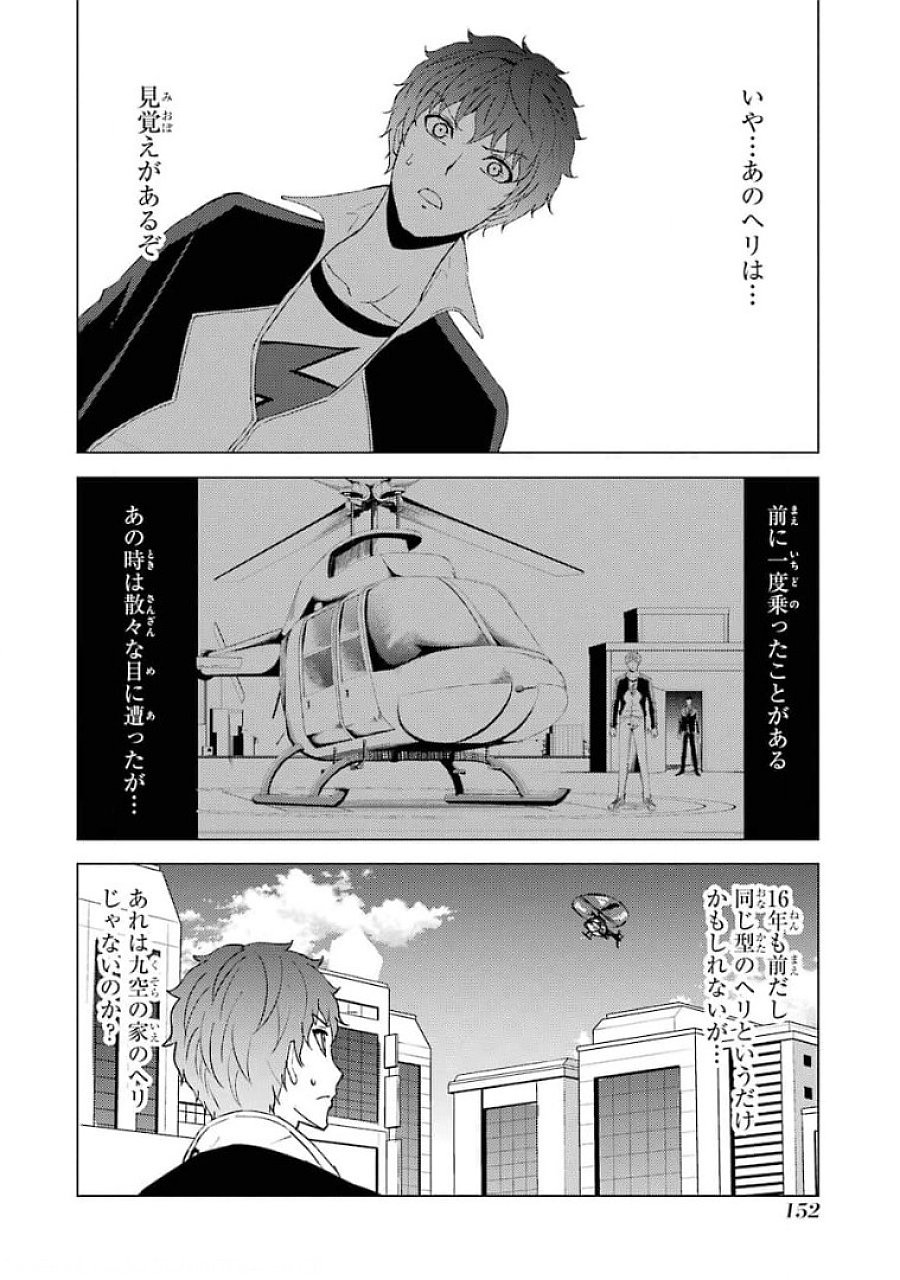 いや…あのヘリは…
見覚えがあるぞ
前に一度乗ったことがある
あの時は散々な目に遭ったが…
16年も前だし
同じ型のヘリというだけ
かもしれないが…
あれは九空の家のヘリ
じゃないのか？
152